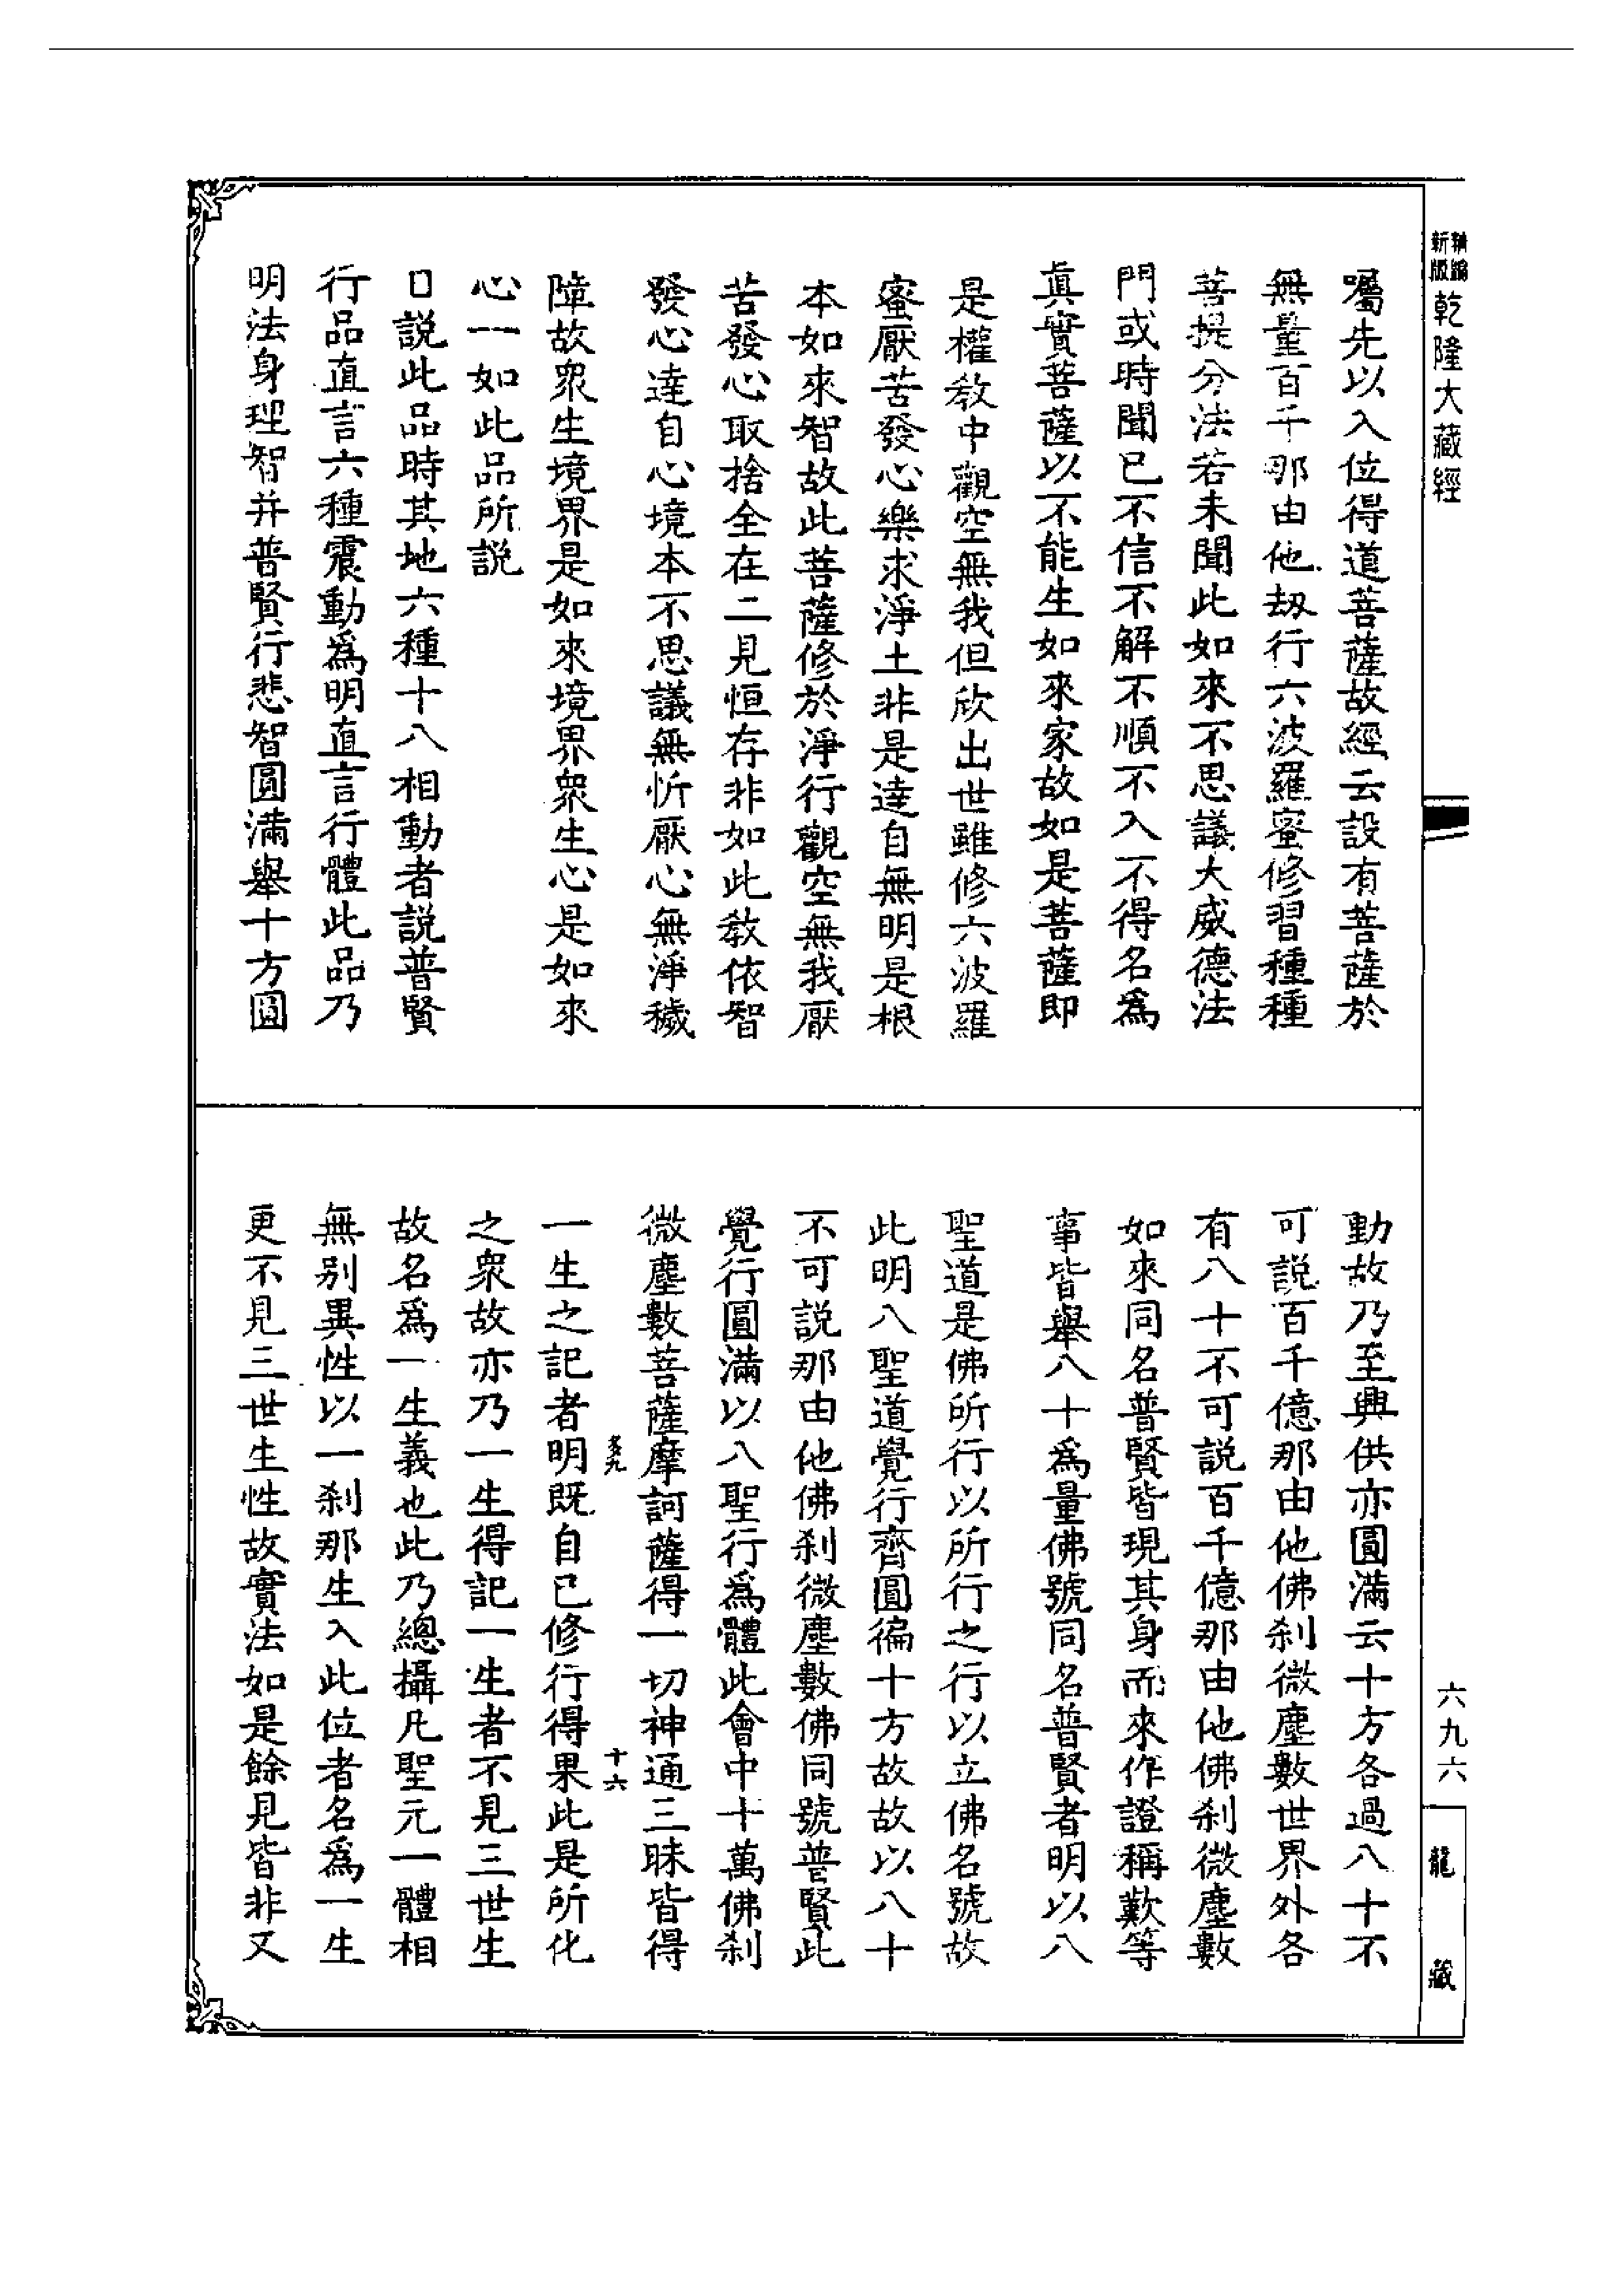 新編
新版
乾隆大藏經
囑先以入位得道菩薩故經云設有菩薩於
無量百千那由他劫行六波羅蜜修習種種
菩提分法若未聞此如來不思議大威德法
門或時聞已不信不解不順不入不得名為
真實菩薩以不能生如來家故如是菩薩即
是權教中觀空無我但欣出世雖修六波羅
蜜厭苦發心樂求淨土非是達自無明是根
本如來智故此菩薩修於淨行觀空無我厭
苦發心取捨全在二見恒存非如此教依智
發心達自心境本不思議無忻厭心無淨穢
障故眾生境界是如來境界眾生心是如來
心一如此品所說
曰說此品時其地六種十八相動者說普賢
行品直言六種震動為明直言行體此品乃
明法身理智并普賢行悲智圓滿舉十方圓
動故乃至興供亦圓滿云十方各過八十不
可說百千億那由他佛剎微塵數世界外各
有八十不可說百千億那由他佛剎微塵數
如來同名普賢皆現其身而來作證稱歎等
事皆舉八十為量佛號同名普賢者明以八
聖道是佛所行以所行之行以立佛名號故
此明八聖道覺行齊圓徧十方故故以八十
不可說那由他佛剎微塵數佛同號普賢此
覺行圓滿以八聖行為體此會中十萬佛剎
微塵數菩薩摩訶薩得一切神通三昧皆得
一生之記者明既自已修行得果此是所化
之眾故亦乃一生得記一生者不見三世生
故名為一生義也此乃總攝凡聖元一體相
無別異性以一剎那生入此位者名為一生
更不見三世生性故實法如是餘見皆非又
十六
六九六
龍藏